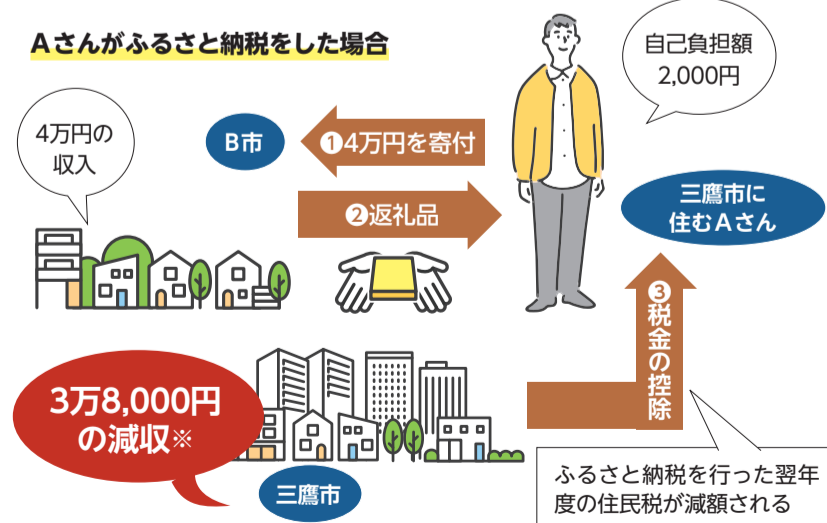 Aさんがふるさと納税をした場合
自己負担額
2,000円
4万円の
収入
B市
❶4万円を寄付
❷返礼品
三鷹市に
住むAさん
❸税金の控除
3万8,000円
の減収※
三鷹市
ふるさと納税を行った翌年
度の住民税が減額される